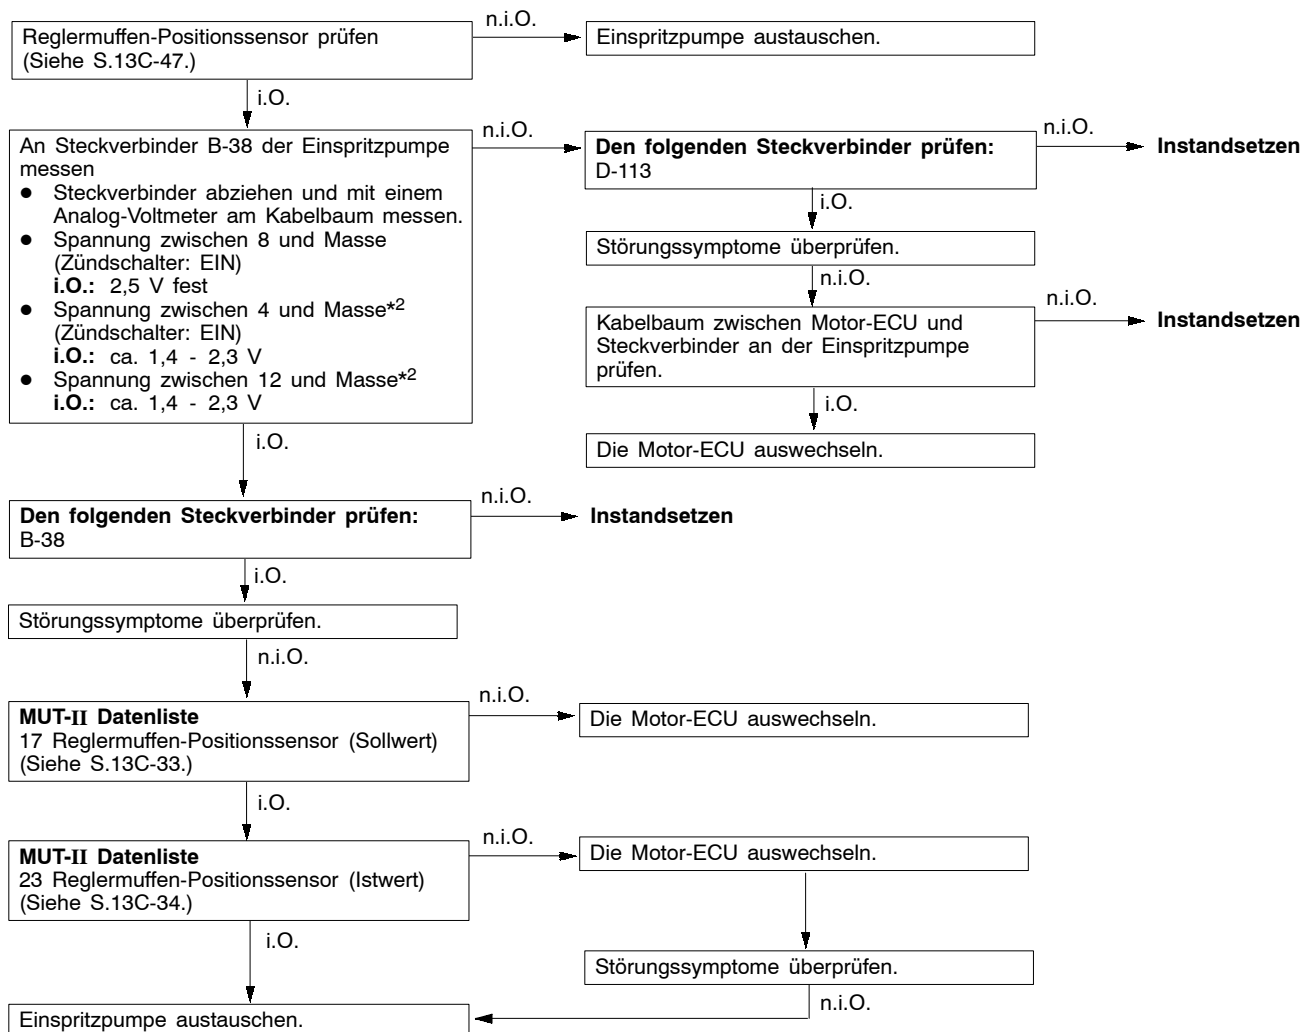 Reglermuffen-Positionssensor prüfen
(Siehe S.13C-47.)
n.i.O.
Einspritzpumpe austauschen.
i.O.
An Steckverbinder B-38 der Einspritzpumpe
messen
● Steckverbinder abziehen und mit einem
Analog-Voltmeter am Kabelbaum messen.
● Spannung zwischen 8 und Masse
(Zündschalter: EIN)
i.O.: 2,5 V fest
● Spannung zwischen 4 und Masse*2
(Zündschalter: EIN)
i.O.: ca. 1,4 - 2,3 V
● Spannung zwischen 12 und Masse*2
i.O.: ca. 1,4 - 2,3 V
n.i.O.
Den folgenden Steckverbinder prüfen:
D-113
n.i.O.
Instandsetzen
i.O.
Störungssymptome überprüfen.
n.i.O.
Kabelbaum zwischen Motor-ECU und
Steckverbinder an der Einspritzpumpe
prüfen.
n.i.O.
Instandsetzen
i.O.
Die Motor-ECU auswechseln.
i.O.
Den folgenden Steckverbinder prüfen:
B-38
n.i.O.
Instandsetzen
i.O.
Störungssymptome überprüfen.
n.i.O.
MUT-II Datenliste
17 Reglermuffen-Positionssensor (Sollwert)
(Siehe S.13C-33.)
n.i.O.
Die Motor-ECU auswechseln.
i.O.
MUT-II Datenliste
23 Reglermuffen-Positionssensor (Istwert)
(Siehe S.13C-34.)
n.i.O.
Die Motor-ECU auswechseln.
i.O.
Störungssymptome überprüfen.
n.i.O.
Einspritzpumpe austauschen.